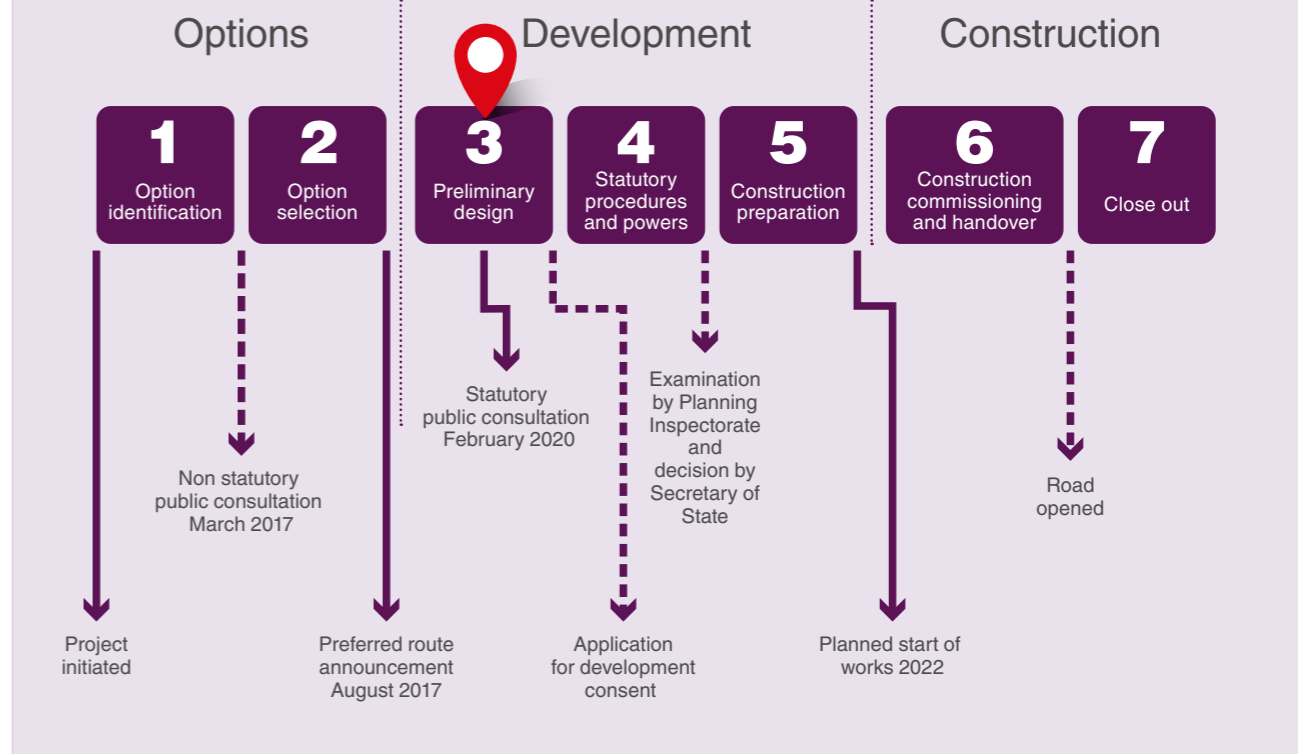 Options
Development
Construction
1
Option
identification
2
Option
selection
3
Preliminary
design
4
Statutory
procedures
and powers
5
Construction
preparation
6
Construction
commissioning
and handover
7
Close out
Statutory
public consultation
February 2020
Examination
by Planning
Inspectorate
and
decision by
Secretary of
State
Non statutory
public consultation
March 2017
Road
opened
Project
initiated
Preferred route
announcement
August 2017
Application
for development
consent
Planned start of
works 2022